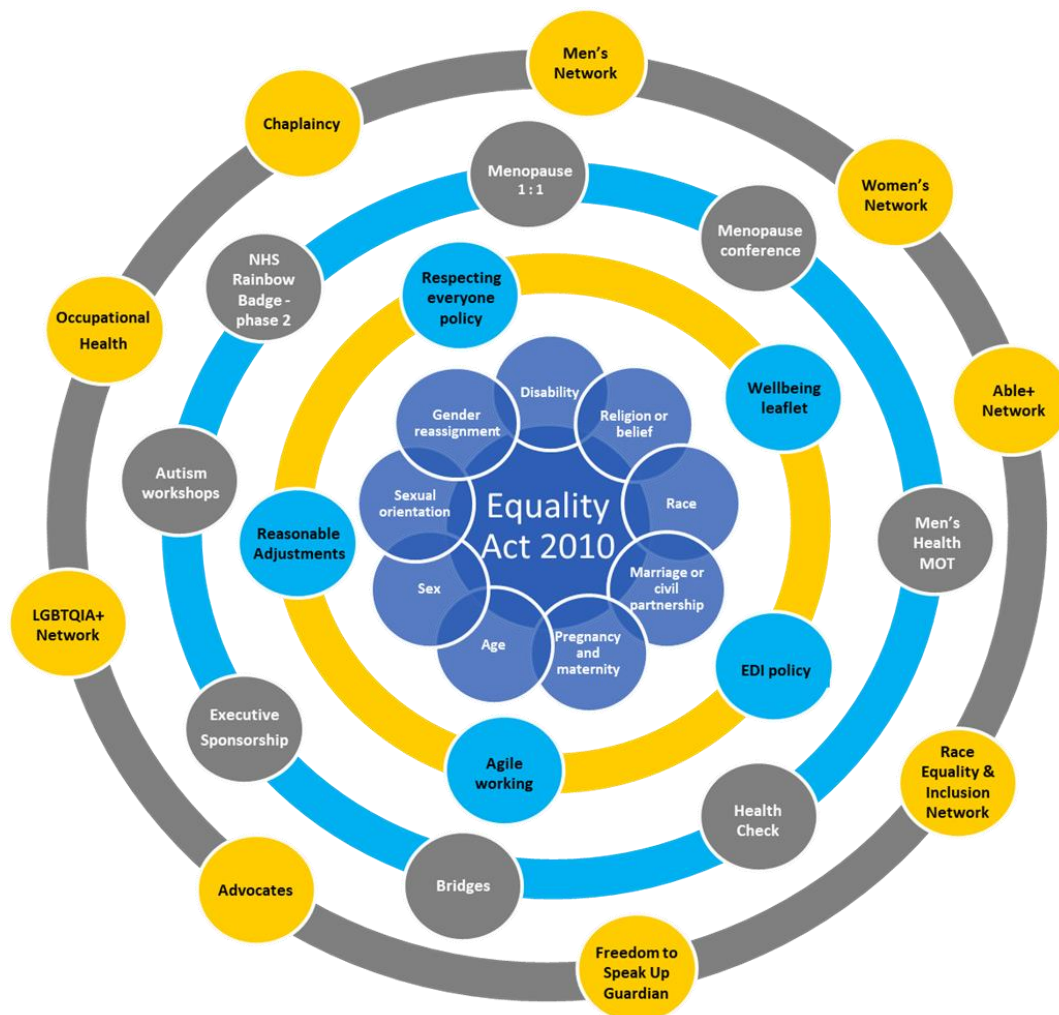 Men's
Network
Chaplaincy
Women's
Network
Occupational
Health
Able+
Network
LGBTQIA+
Network
Race
Equality &
Inclusion
Network
Advocates
Freedom to
Speak Up
Guardian
Menopause
1 : 1
Menopause
conference
NHS
Rainbow
Badge -
phase 2
Autism
workshops
Men's
Health
MOT
Executive
Sponsorship
Health
Check
Bridges
Respecting
everyone
policy
Wellbeing
leaflet
Reasonable
Adjustments
EDI policy
Agile
working
Disability
Gender
reassignment
Religion or
belief
Sexual
orientation
Race
Equality
Act 2010
Sex
Marriage or
civil
partnership
Age
Pregnancy
and
maternity